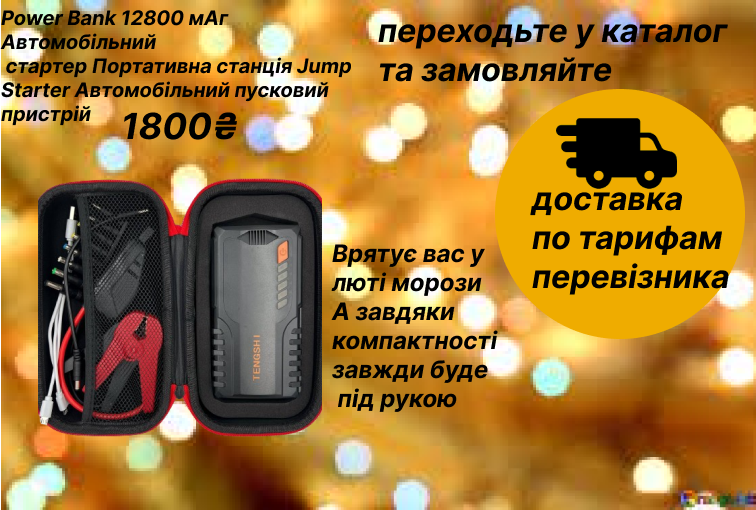 Power Bank 12800 мАг
Автомобільний
стартер Портативна станція Jump
Starter Автомобільний пусковий
пристрій
1800₴
переходьте у каталог
та замовляйте
доставка
по тарифам
перевізника
Врятує вас у
люті морози
А завдяки
компактності
завжди буде
під рукою
TENGSHI